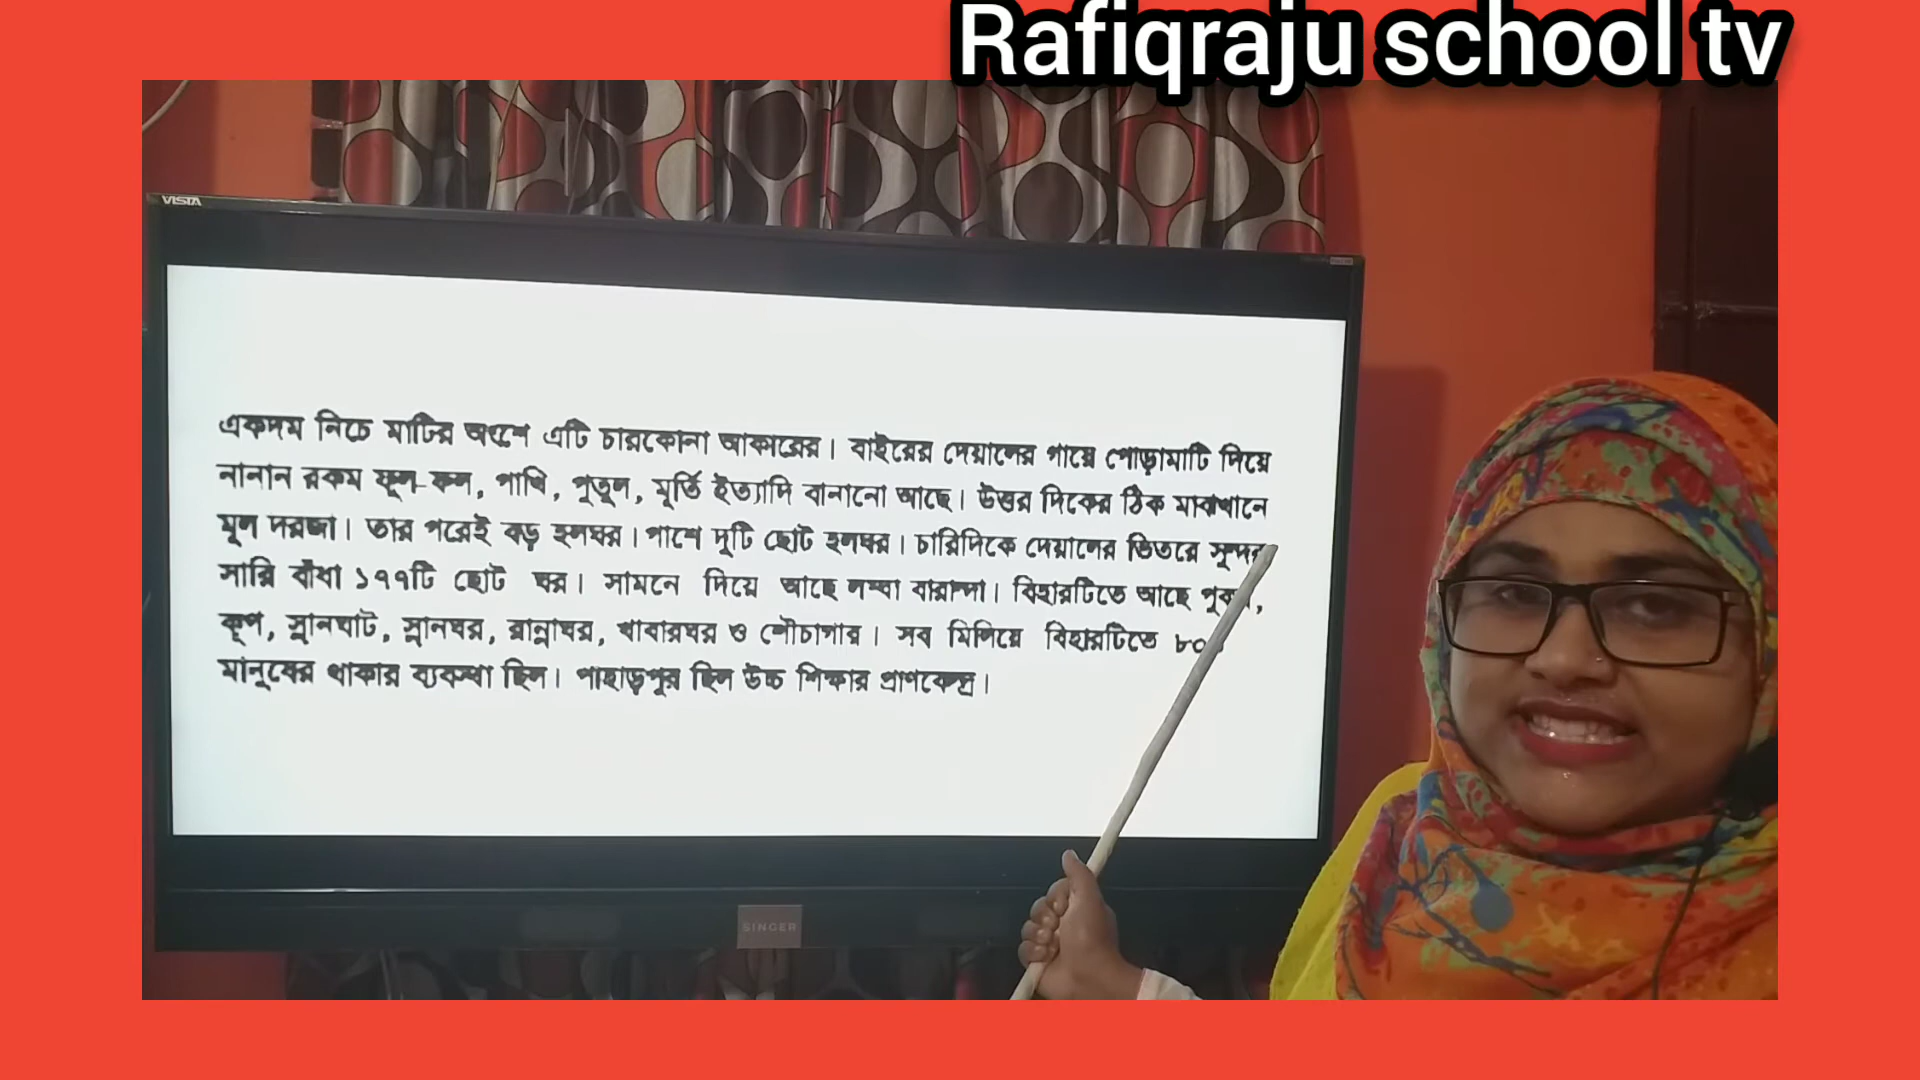 Rafiqraju school tv
VISTA
একদম নিচে মাটির অংশে এটি চারকোনা আকারের। বাইরের দেয়ালের গায়ে পোড়ামাটি দিয়ে
নানান রকম ফুল-ফল, পাখি, পুতুল, মূর্তি ইত্যাদি বানানো আছে। উত্তর দিকের ঠিক মাঝখানে
মূল দরজা। তার পরেই বড় হলঘর। পাশে দুটি ছোট হলঘর। চারিদিকে দেয়ালের ভিতরে
সারি বাঁধা ১৭৭টি ছোট ঘর। সামনে দিয়ে আছে লম্বা বারান্দা। বিহারটিতে আছে
কূপ, স্নানঘাট, স্নানঘর, রান্নাঘর, খাবারঘর ও শৌচাগার। সব মিলিয়ে বিহারটিতে
মানুষের থাকার ব্যবস্থা ছিল। পাহাড়পুর ছিল উচ্চ শিক্ষার প্রাণকেন্দ্র।
SINGER